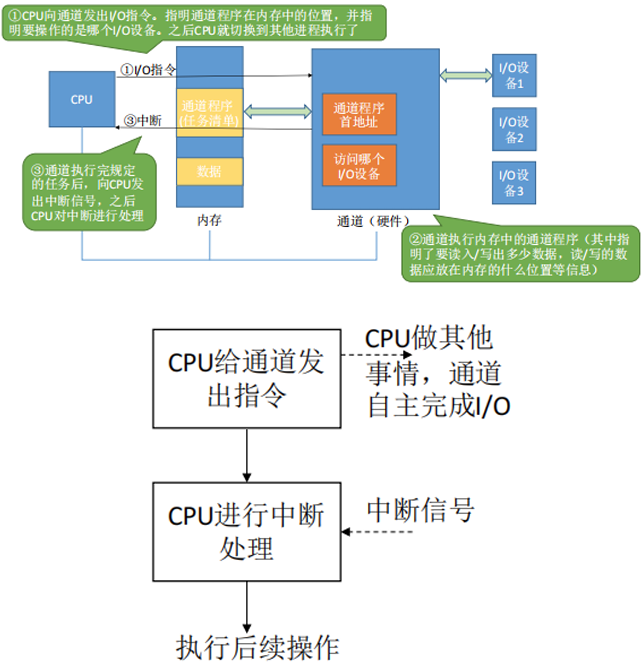 ①CPU向通道发出I/O指令。指明通道程序在内存中的位置，并指
明要操作的是哪个I/O设备。之后CPU就切换到其他进程执行了
①I/O指令
CPU
③中断
通道程序
(任务清单)
数据
内存
通道程序
首地址
访问哪个
I/O设备
通道（硬件）
I/O设
备1
I/O设
备2
I/O设
备3
③通道执行完规定
的任务后，向CPU发
出中断信号，之后
CPU对中断进行处理
②通道执行内存中的通道程序（其中指
明了要读入/写出多少数据，读/写的数
据应放在内存的什么位置等信息）
CPU给通道发
出指令
CPU做其他
事情，通道
自主完成I/O
CPU进行中断
处理
中断信号
执行后续操作